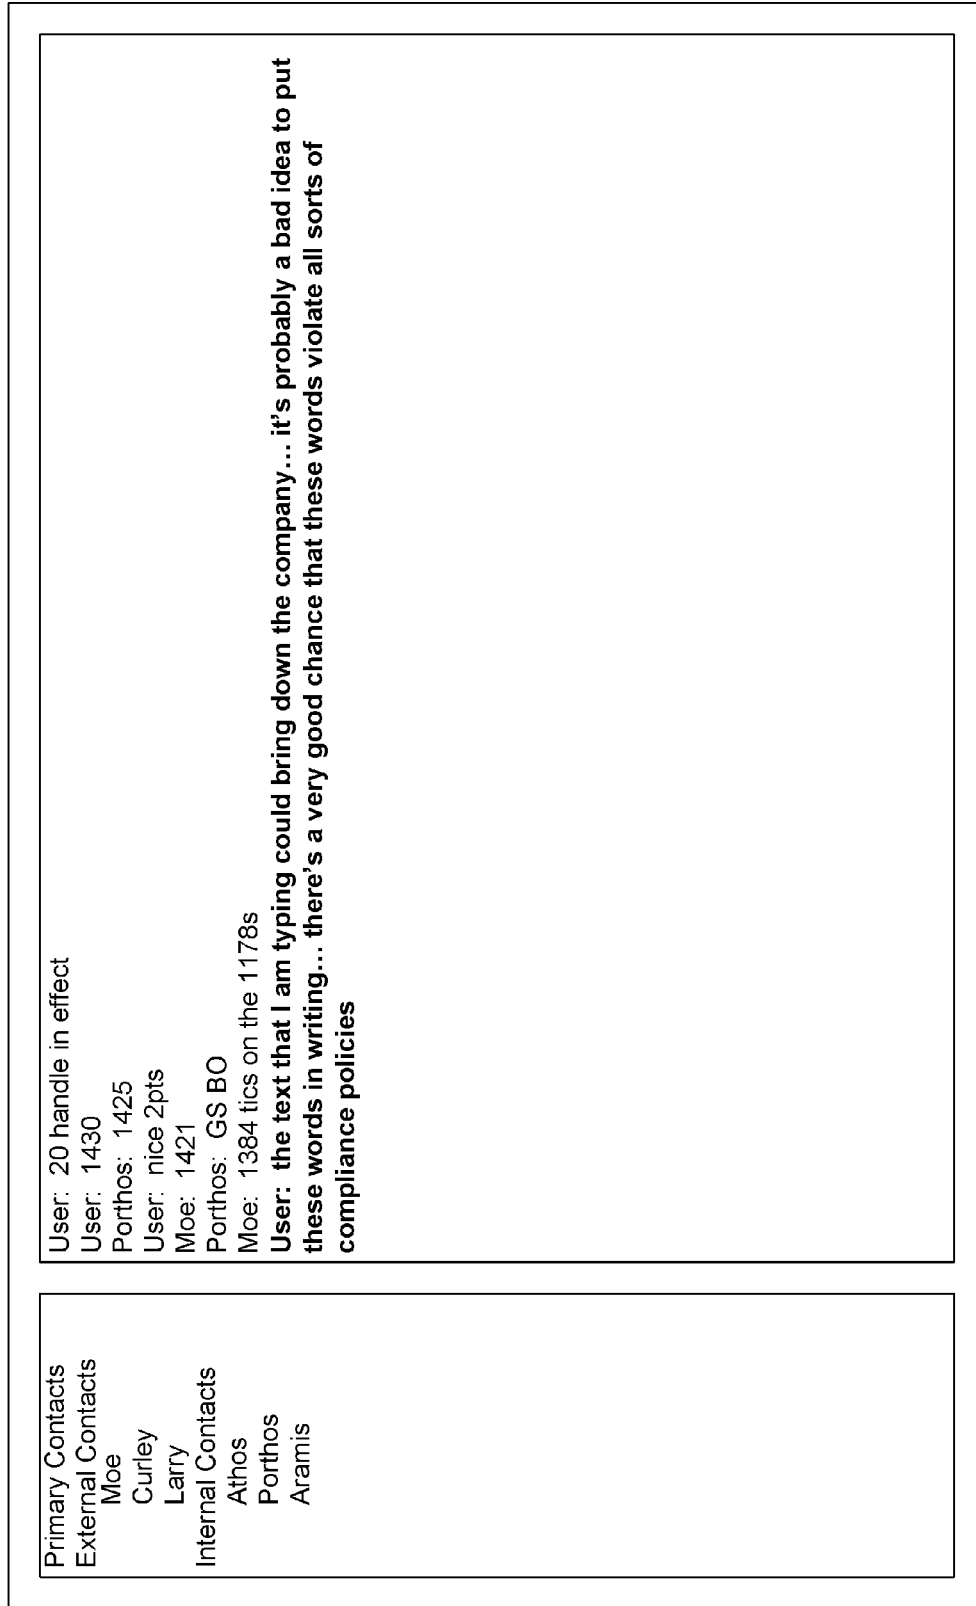 Primary Contacts
External Contacts
Moe
Curley
Larry
Internal Contacts
Athos
Porthos
Aramis
User: 20 handle in effect
User: 1430
Porthos: 1425
User: nice 2pts
Moe: 1421
Porthos: GS BO
Moe: 1384 tics on the 1178s
User: the text that I am typing could bring down the company... it's probably a bad idea to put
these words in writing... there's a very good chance that these words violate all sorts of
compliance policies